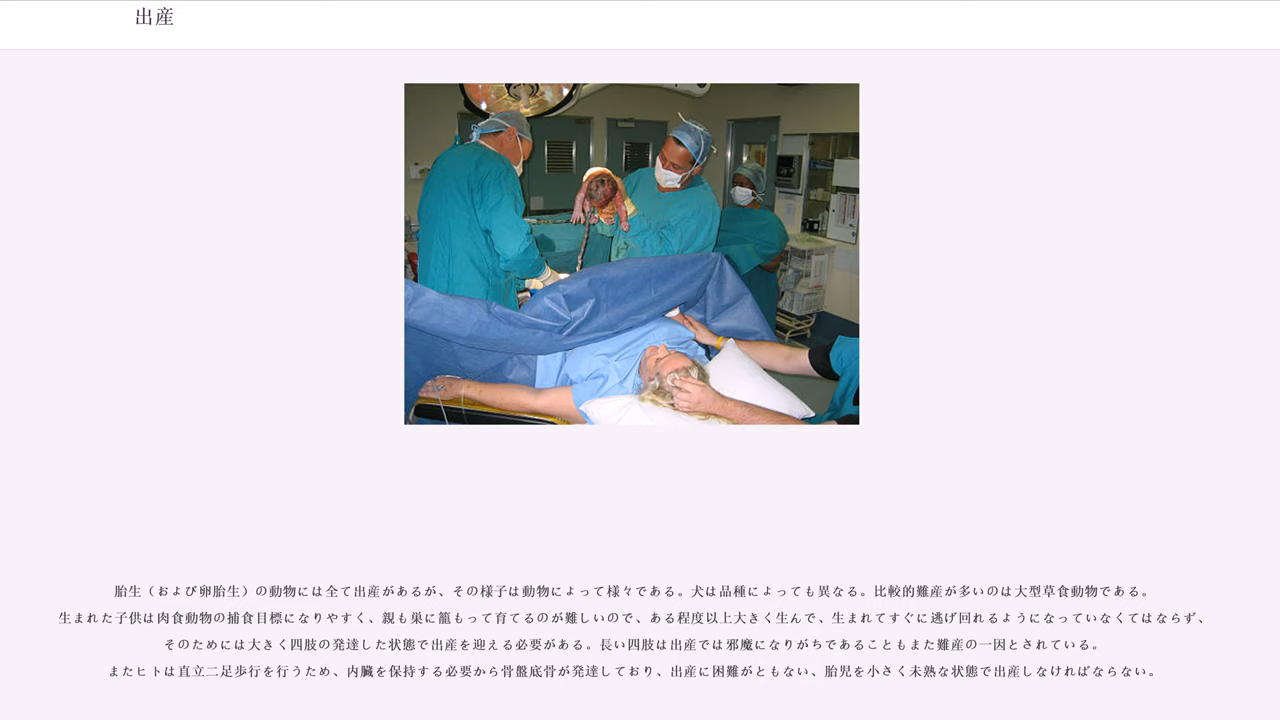 出産
胎生（および卵胎生）の動物には全て出産があるが、その様子は動物によって様々である。犬は品種によっても異なる。比較的難産が多いのは大型草食動物である。
生まれた子供は肉食動物の捕食目標になりやすく、親も巣に籠もって育てるのが難しいので、ある程度以上大きく生んで、生まれてすぐに逃げ回れるようになっていなくてはならず、
そのためには大きく四肢の発達した状態で出産を迎える必要がある。長い四肢は出産では邪魔になりがちであることもまた難産の一因とされている。
またヒトは直立二足歩行を行うため、内臓を保持する必要から骨盤底骨が発達しており、出産に困難がともない、胎児を小さく未熟な状態で出産しなければならない。